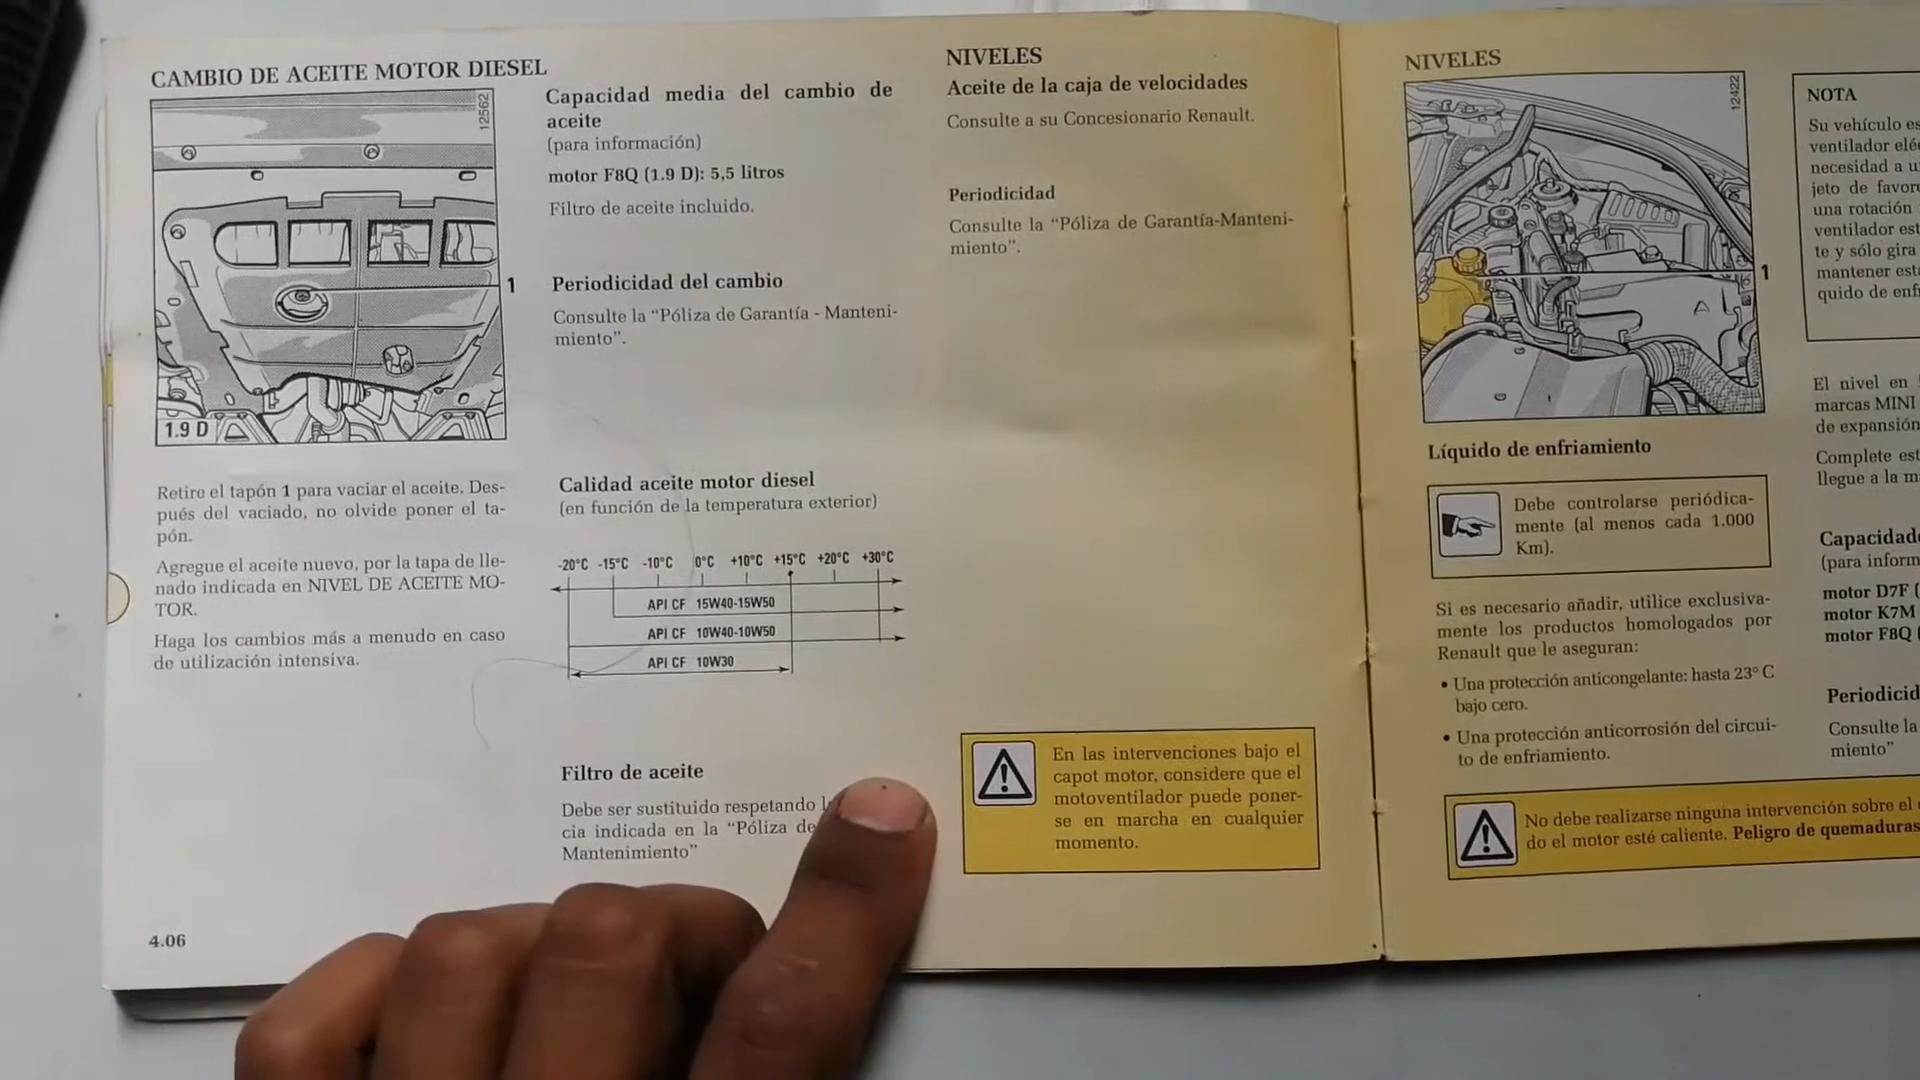 CAMBIO DE ACEITE MOTOR DIESEL
12562
1
1.9 D
Retire el tapón 1 para vaciar el aceite. Des-
pués del vaciado, no olvide poner el ta-
pón.
Agregue el aceite nuevo, por la tapa de lle-
nado indicada en NIVEL DE ACEITE MO-
TOR.
Haga los cambios más a menudo en caso
de utilización intensiva.
4.06
Capacidad media del cambio de
aceite
(para información)
motor F8Q (1.9 D): 5,5 litros
Filtro de aceite incluido.
Periodicidad del cambio
Consulte la “Póliza de Garantía - Manteni-
miento”.
Calidad aceite motor diesel
(en función de la temperatura exterior)
-20°C -15°C -10°C 0°C +10°C +15°C +20°C +30°C
API CF 15W40-15W50
API CF 10W40-10W50
API CF 10W30
Filtro de aceite
Debe ser sustituido respetando
cia indicada en la “Póliza de
Mantenimiento”
NIVELES
Aceite de la caja de velocidades
Consulte a su Concesionario Renault.
Periodicidad
Consulte la “Póliza de Garantía-Manteni-
miento”.
En las intervenciones bajo el
capot motor, considere que el
motoventilador puede poner-
se en marcha en cualquier
momento.
NIVELES
12422
1
Líquido de enfriamiento
Debe controlarse periódica-
mente (al menos cada 1.000
Km).
Si es necesario añadir, utilice exclusiva-
mente los productos homologados por
Renault que le aseguran:
• Una protección anticongelante: hasta 23° C
bajo cero.
• Una protección anticorrosión del circui-
to de enfriamiento.
No debe realizarse ninguna intervención sobre el
do el motor esté caliente. Peligro de quemaduras
NOTA
Su vehículo es
ventilador elé
necesidad a u
jeto de favore
una rotación
ventilador est
te y sólo gira
mantener esta
quido de enf
El nivel en
marcas MINI
de expansión
Complete est
llegue a la m
Capacidad
(para inform
motor D7F (
motor K7M
motor F8Q (
Periodicid
Consulte la
miento”